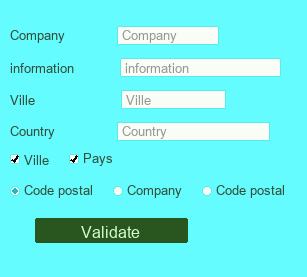 Company Company
information information
Ville Ville
Country Country
Ville Pays
Code postal Company Code postal
Validate